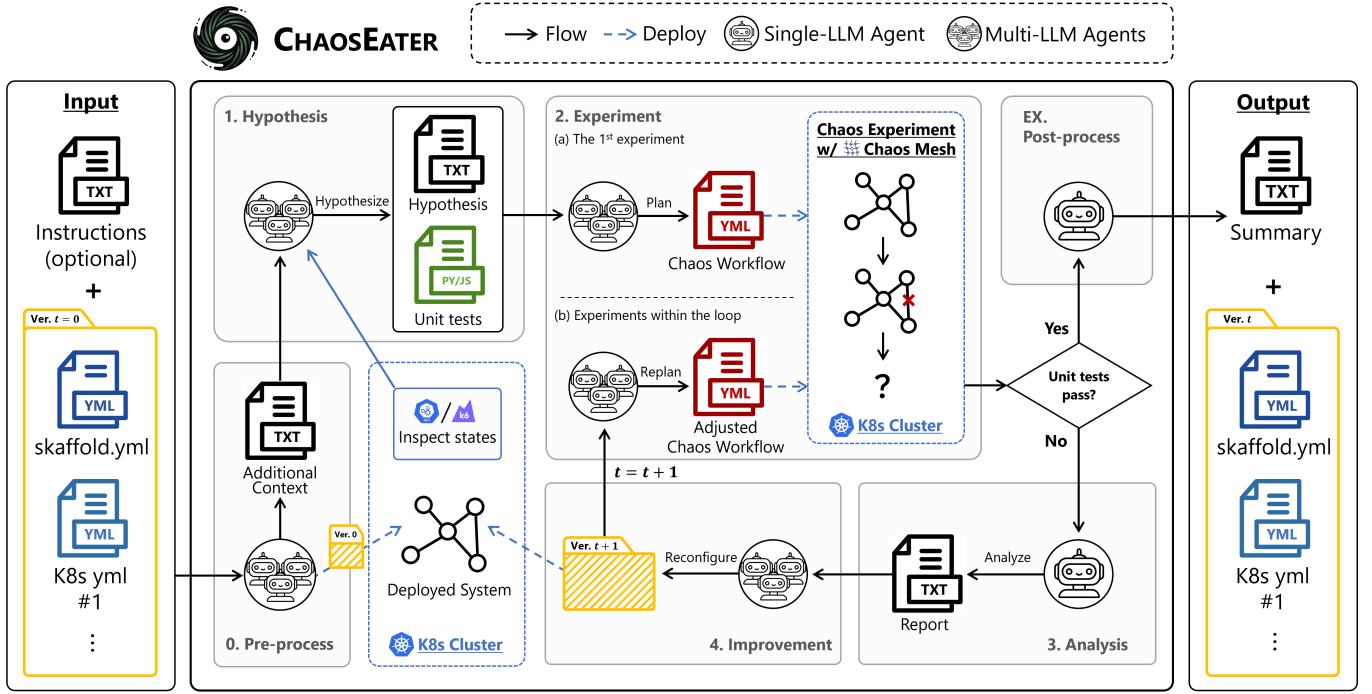 CHAOSEATER
Flow
Deploy
Single-LLM Agent
Multi-LLM Agents
Input
TXT
Instructions
(optional)
+
Ver. t = 0
YML
skaffold.yml
YML
K8s yml
#1
⋮
1. Hypothesis
Hypothesize
TXT
Hypothesis
PY/JS
Unit tests
TXT
Additional
Context
Ver. 0
0. Pre-process
/ k6
Inspect states
Deployed System
K8s Cluster
2. Experiment
(a) The 1st experiment
Plan
YML
Chaos Workflow
(b) Experiments within the loop
Replan
YML
Adjusted
Chaos Workflow
Chaos Experiment
w/ Chaos Mesh
?
K8s Cluster
t = t + 1
EX.
Post-process
Yes
Unit tests
pass?
No
Analyze
TXT
Report
3. Analysis
Reconfigure
Ver. t + 1
4. Improvement
Output
TXT
Summary
+
Ver. t
YML
skaffold.yml
YML
K8s yml
#1
⋮